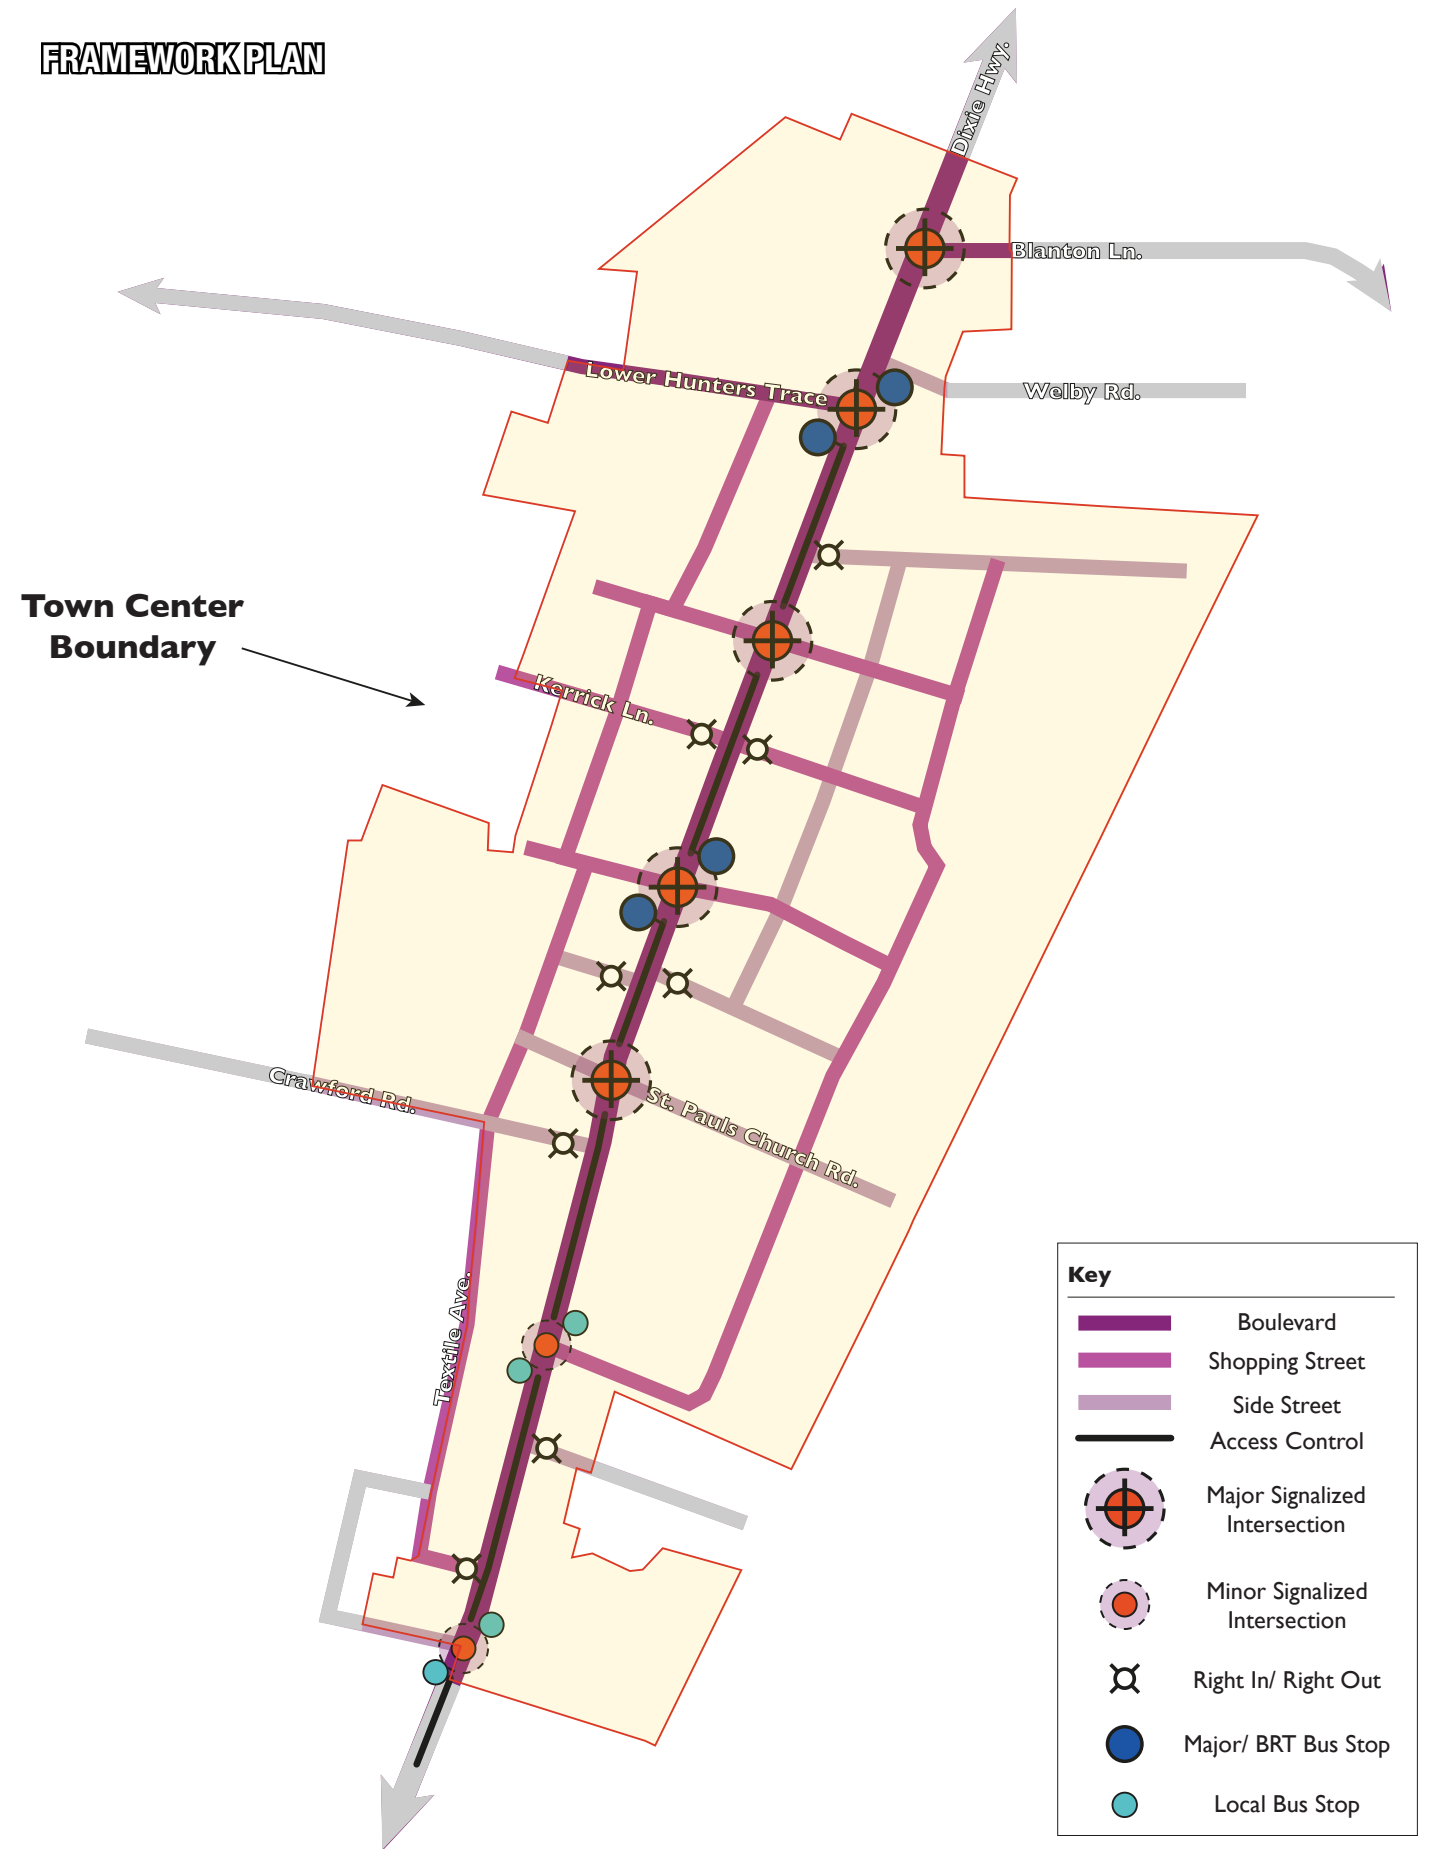 FRAMEWORK PLAN
Dixie Hwy.
Blanton Ln.
Lower Hunters Trace
Welby Rd.
Town Center
Boundary
Kerrick Ln.
Crawford Rd.
St. Pauls Church Rd.
Textile Ave.
Key
Boulevard
Shopping Street
Side Street
Access Control
Major Signalized
Intersection
Minor Signalized
Intersection
Right In/ Right Out
Major/ BRT Bus Stop
Local Bus Stop